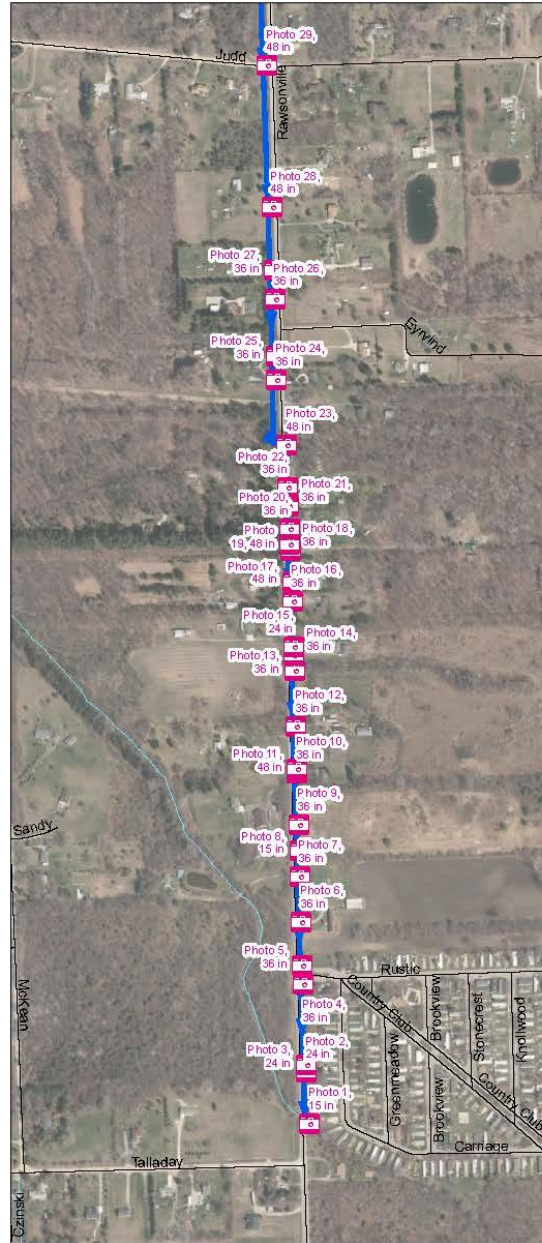 Photo 29,
48 in
Judd
Rawsonville
Photo 28,
48 in
Photo 27,
36 in
Photo 26,
36 in
Eyrvind
Photo 25,
36 in
Photo 24,
36 in
Photo 23,
48 in
Photo 22,
36 in
Photo 21,
36 in
Photo 20,
36 in
Photo
19, 48 in
Photo 18,
36 in
Photo 17,
48 in
Photo 16,
36 in
Photo 15,
24 in
Photo 14,
36 in
Photo 13,
36 in
Photo 12,
36 in
Photo 11,
48 in
Photo 10,
36 in
Photo 9,
36 in
Sandy
Photo 8,
15 in
Photo 7,
36 in
Photo 6,
36 in
Photo 5,
36 in
Rustic
McKean
Country Club
Brookview
Stonecrest
Knollwood
Photo 4,
36 in
Photo 3,
24 in
Photo 2,
24 in
Greenmeadow
Brookview
Country Club
Photo 1,
15 in
Carriage
Talladay
Czinski